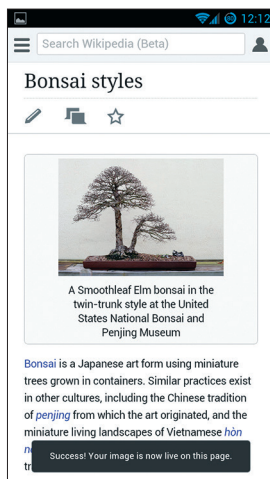 12:12
Search Wikipedia (Beta)
Bonsai styles
A Smoothleaf Elm bonsai in the
twin-trunk style at the United
States National Bonsai and
Penjing Museum
Bonsai is a Japanese art form using miniature
trees grown in containers. Similar practices exist
in other cultures, including the Chinese tradition
of penjing from which the art originated, and the
miniature living landscapes of Vietnamese hòn
Success! Your image is now live on this page.